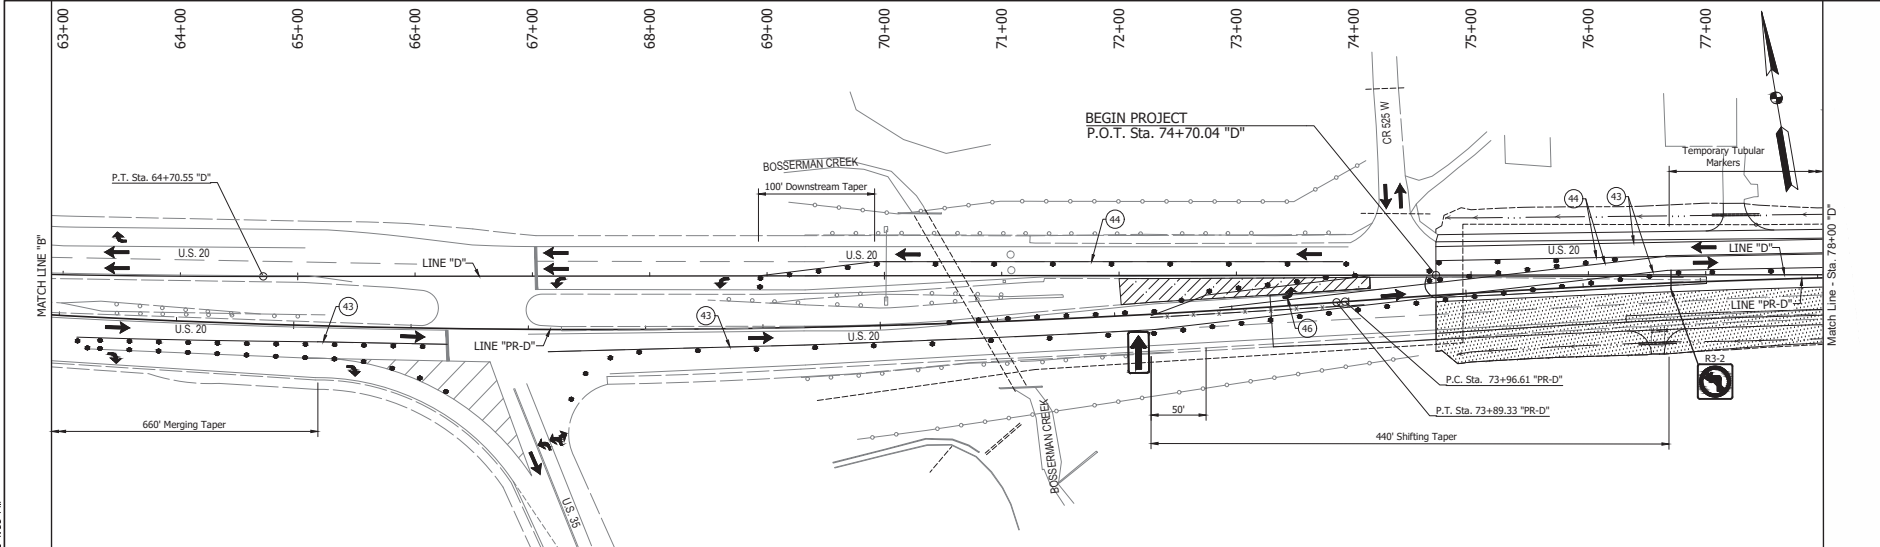 63+00
64+00
65+00
66+00
67+00
68+00
69+00
70+00
71+00
72+00
73+00
74+00
75+00
76+00
77+00
BEGIN PROJECT
P.O.T. Sta. 74+70.04 "D"
CR 525 W
Temporary Tubular
Markers
BOSSERMAN CREEK
P.T. Sta. 64+70.55 "D"
100' Downstream Taper
44
44
43
MATCH LINE "B"
U.S. 20
LINE "D"
U.S. 20
U.S. 20
LINE "D"
Match Line - Sta. 78+00 "D"
43
43
LINE "PR-D"
U.S. 20
LINE "PR-D"
U.S. 20
46
R3-2
P.C. Sta. 73+96.61 "PR-D"
50'
P.T. Sta. 73+89.33 "PR-D"
660' Merging Taper
440' Shifting Taper
BOSSERMAN CREEK
U.S. 35